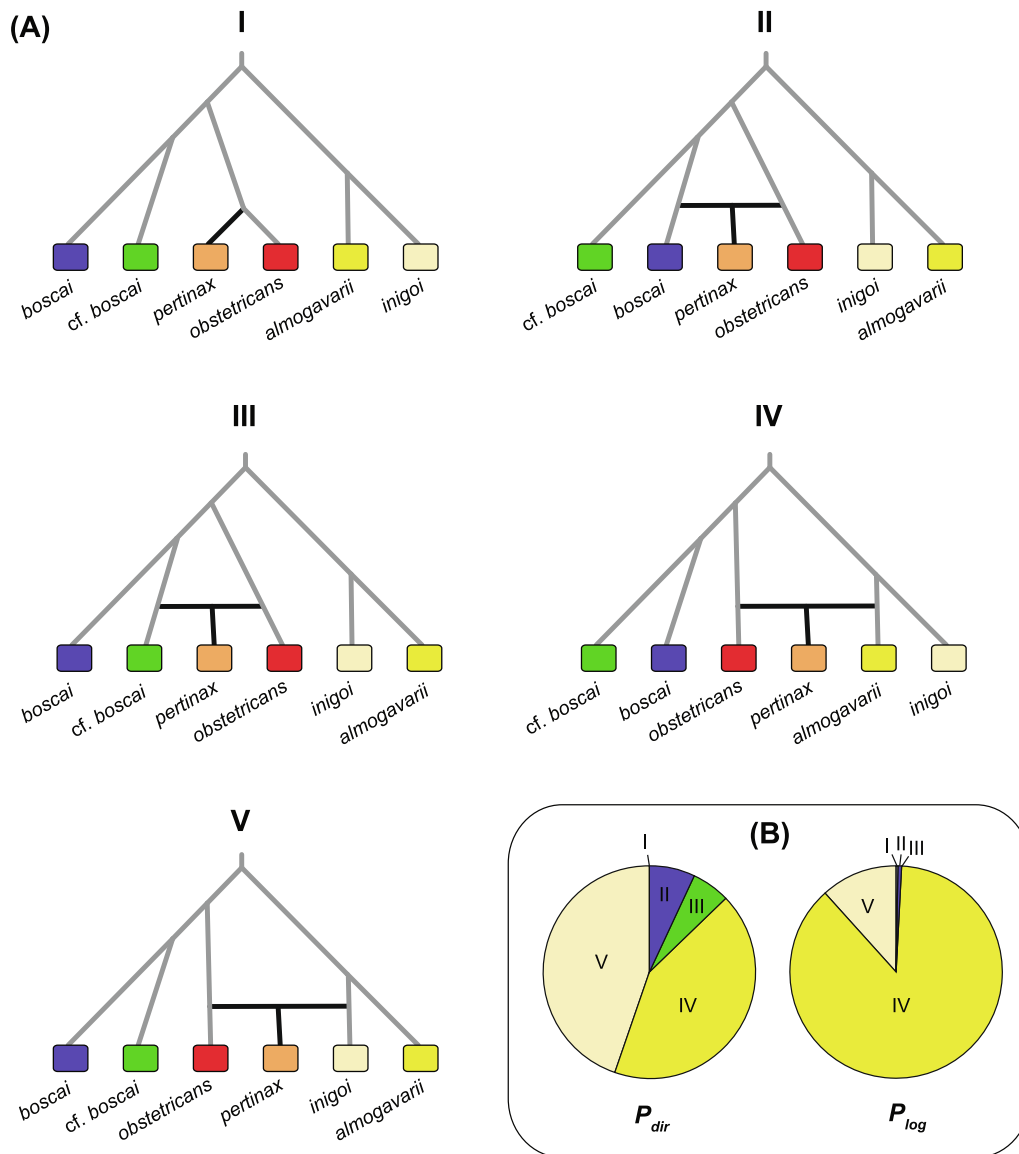 (A)
I
boscai
cf. boscai
pertinax
obstetricans
almogavarii
inigoi
II
cf. boscai
boscai
pertinax
obstetricans
inigoi
almogavarii
III
boscai
cf. boscai
pertinax
obstetricans
inigoi
almogavarii
IV
cf. boscai
boscai
obstetricans
pertinax
almogavarii
inigoi
V
boscai
cf. boscai
obstetricans
pertinax
inigoi
almogavarii
(B)
I
II
III
IV
V
Pdir
I
II
III
IV
V
Plog